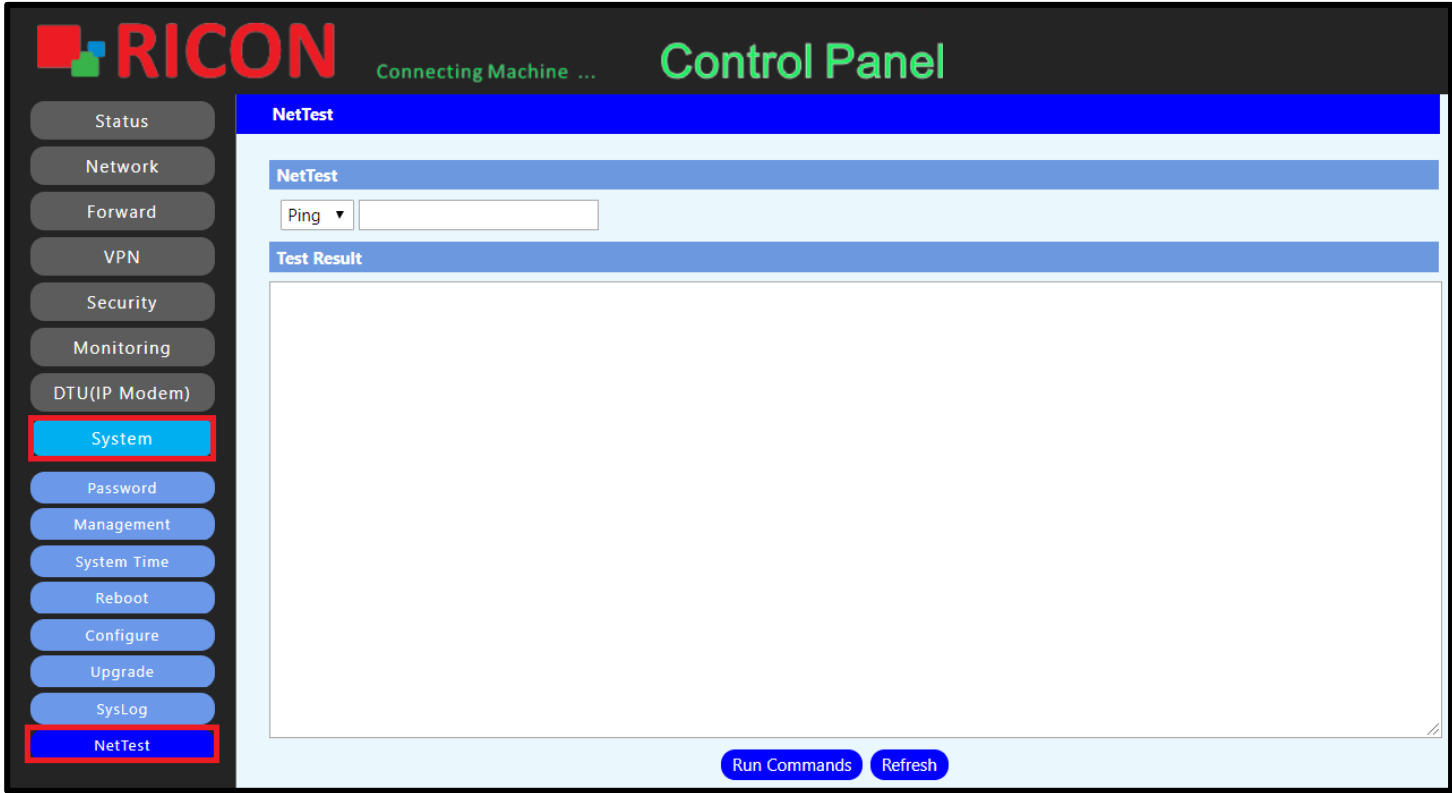 RICON
Connecting Machine ...
Control Panel
Status
Network
Forward
VPN
Security
Monitoring
DTU(IP Modem)
System
Password
Management
System Time
Reboot
Configure
Upgrade
SysLog
NetTest
NetTest
NetTest
Ping
Test Result
Run Commands Refresh